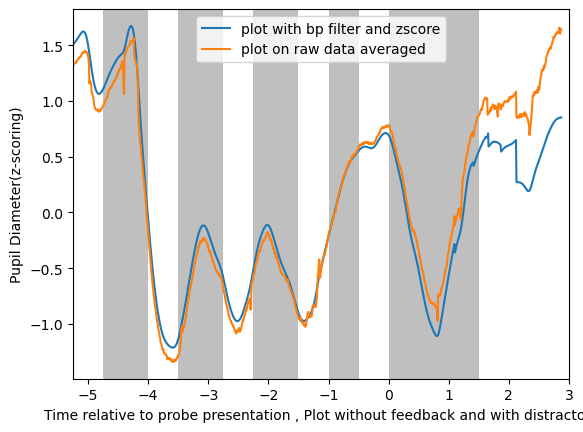 plot with bp filter and zscore
plot on raw data averaged
Pupil Diameter(z-scoring)
1.5
1.0
0.5
0.0
−0.5
−1.0
−5 −4 −3 −2 −1 0 1 2 3
Time relative to probe presentation , Plot without feedback and with distracto